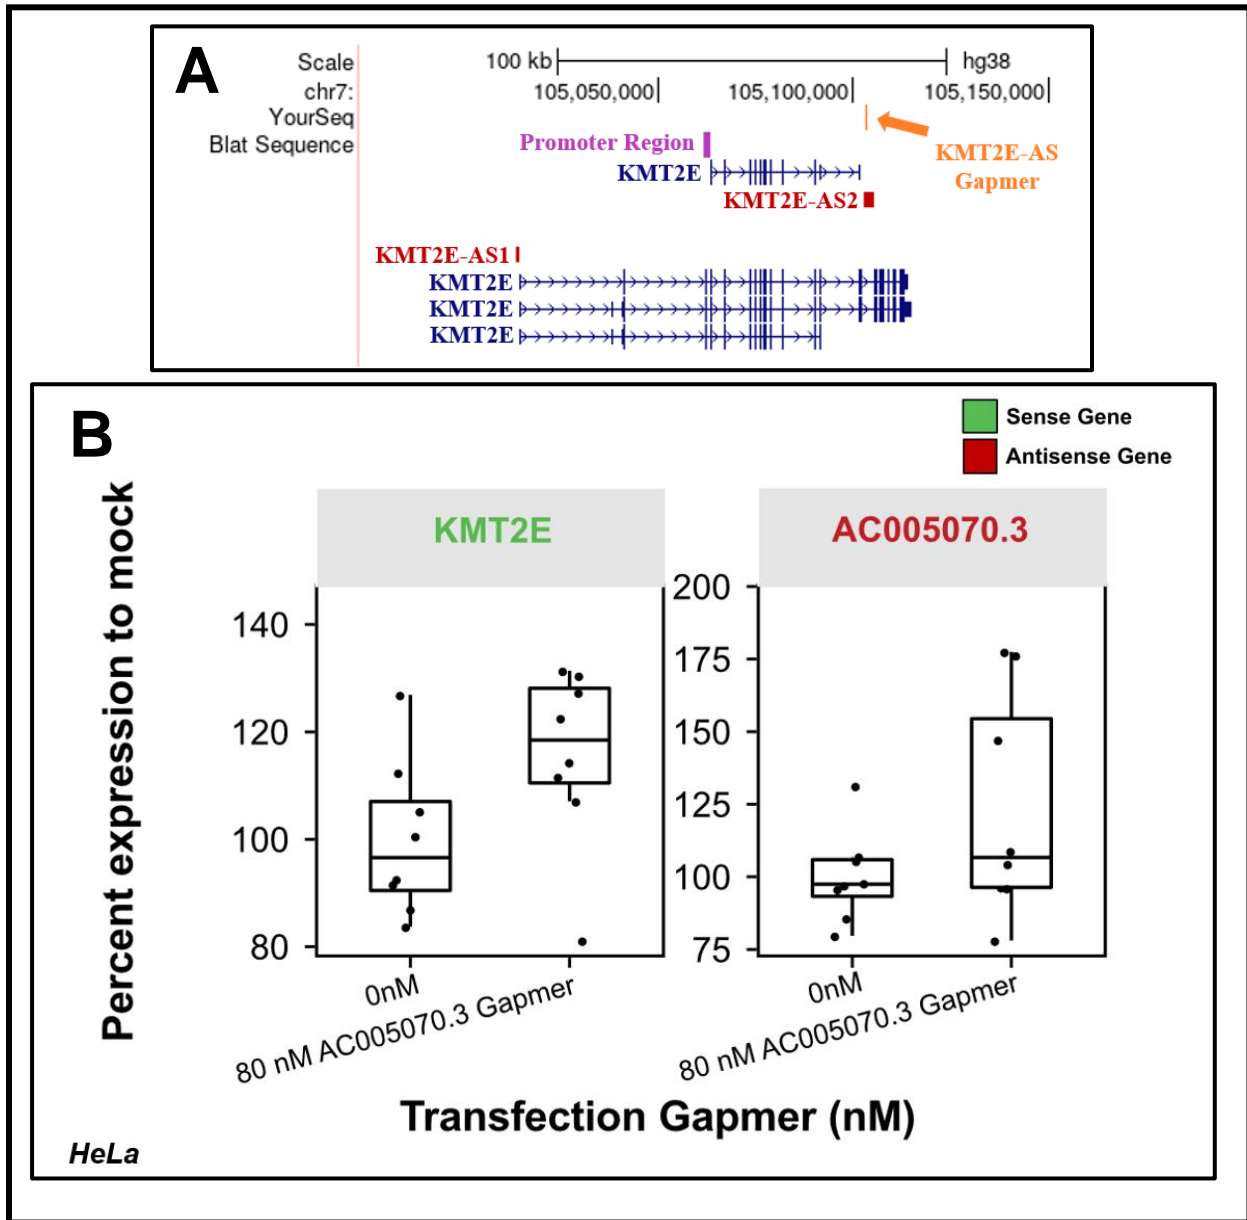 A
Scale 100 kb hg38
chr7: 105,050,000 105,100,000 105,150,000
YourSeq
Blat Sequence
Promoter Region
KMT2E-AS
Gapmer
KMT2E
KMT2E-AS2
KMT2E-AS1
KMT2E
KMT2E
KMT2E
B
Sense Gene
Antisense Gene
Percent expression to mock
KMT2E
AC005070.3
140
120
100
80
200
175
150
125
100
75
0nM
80 nM AC005070.3 Gapmer
0nM
80 nM AC005070.3 Gapmer
Transfection Gapmer (nM)
HeLa